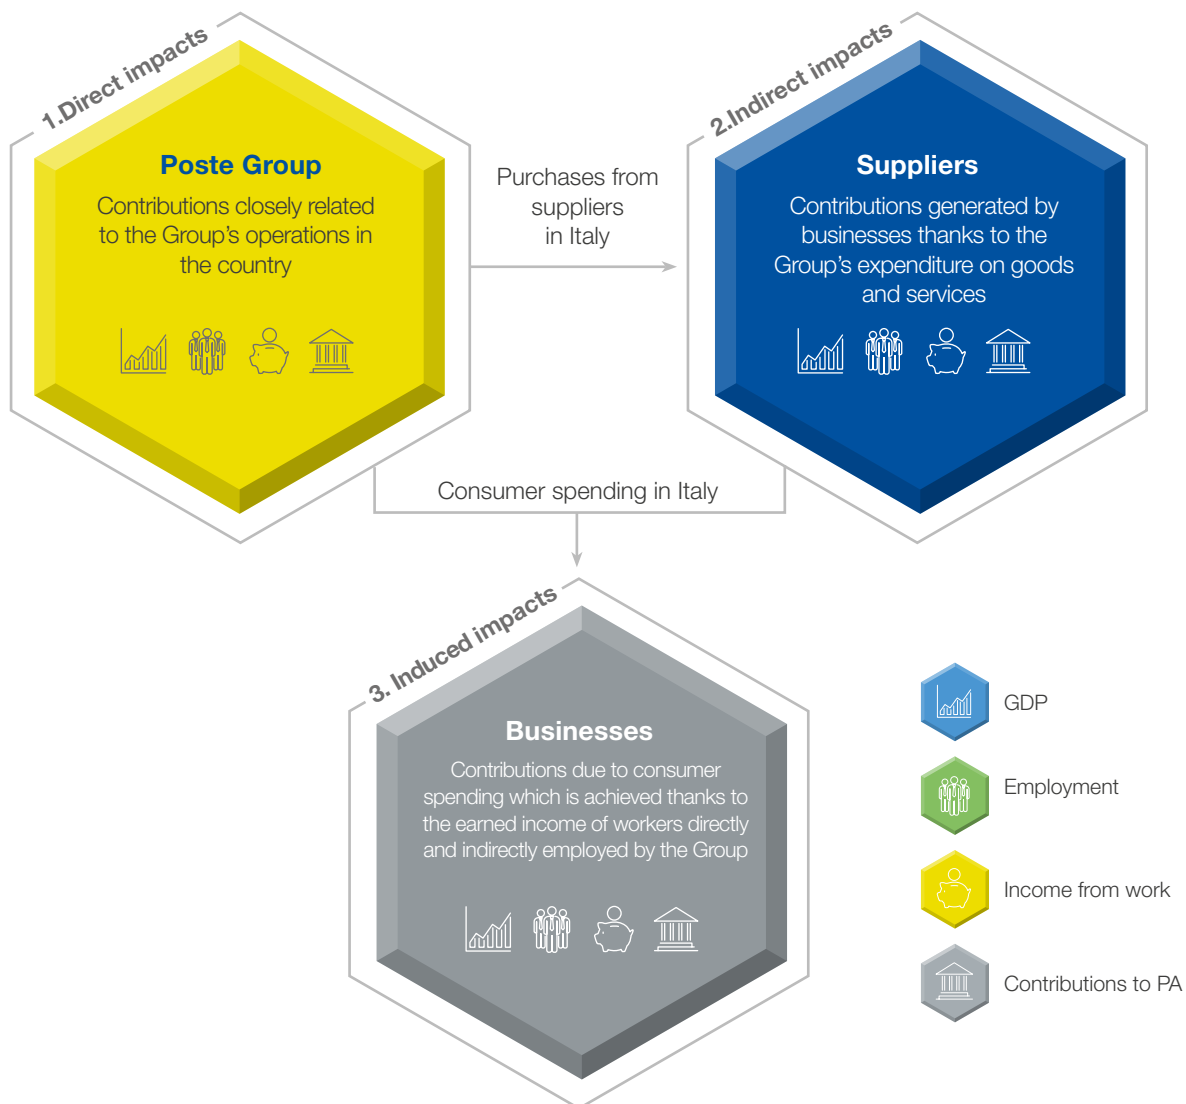 1.Direct impacts
Poste Group
Contributions closely related
to the Group's operations in
the country
Purchases from
suppliers
in Italy
2.Indirect impacts
Suppliers
Contributions generated by
businesses thanks to the
Group's expenditure on goods
and services
Consumer spending in Italy
3. Induced impacts
Businesses
Contributions due to consumer
spending which is achieved thanks to
the earned income of workers directly
and indirectly employed by the Group
GDP
Employment
Income from work
Contributions to PA